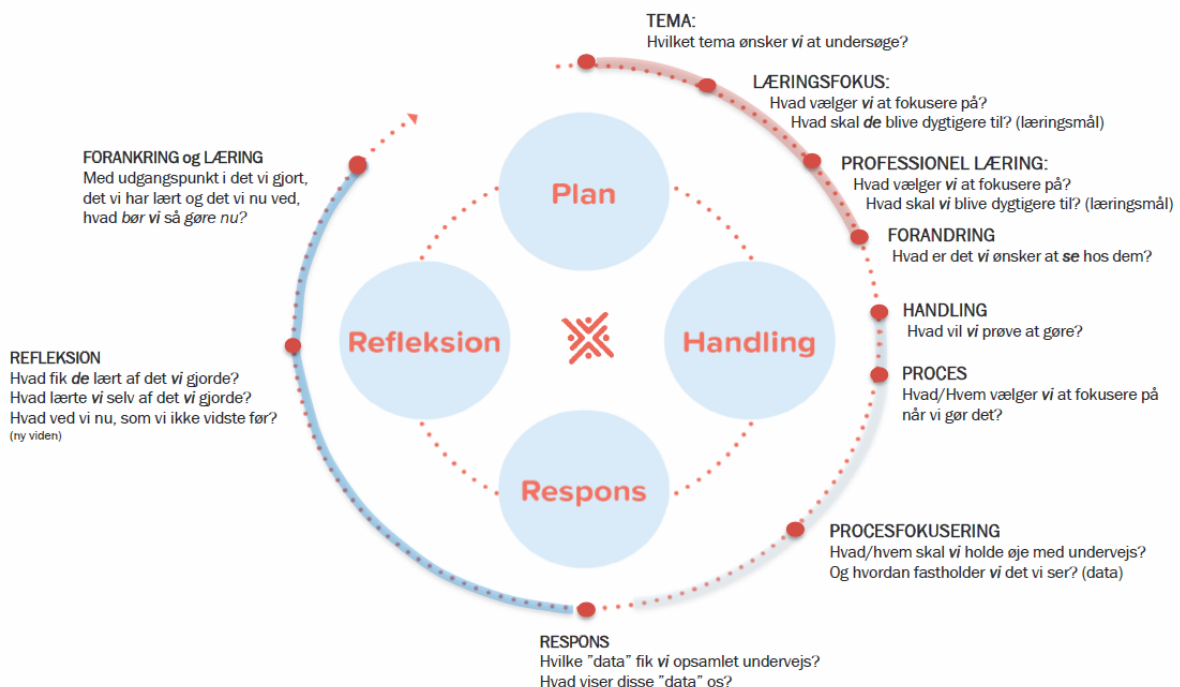 TEMA:
Hvilket tema ønsker vi at undersøge?
LÆRINGSFOKUS:
Hvad vælger vi at fokusere på?
Hvad skal de blive dygtigere til? (læringsmål)
PROFESSIONEL LÆRING:
Hvad vælger vi at fokusere på?
Hvad skal vi blive dygtigere til? (læringsmål)
FORANDRING
Hvad er det vi ønsker at se hos dem?
HANDLING
Hvad vil vi prøve at gøre?
PROCES
Hvad/Hvem vælger vi at fokusere på
når vi gør det?
PROCESFOKUSERING
Hvad/hvem skal vi holde øje med undervejs?
Og hvordan fastholder vi det vi ser? (data)
RESPONS
Hvilke "data" fik vi opsamlet undervejs?
Hvad viser disse "data" os?
REFLEKSION
Hvad fik de lært af det vi gjorde?
Hvad lærte vi selv af det vi gjorde?
Hvad ved vi nu, som vi ikke vidste før?
(ny viden)
FORANKRING og LÆRING
Med udgangspunkt i det vi gjort,
det vi har lært og det vi nu ved,
hvad bør vi så gøre nu?
Plan
Handling
Respons
Refleksion